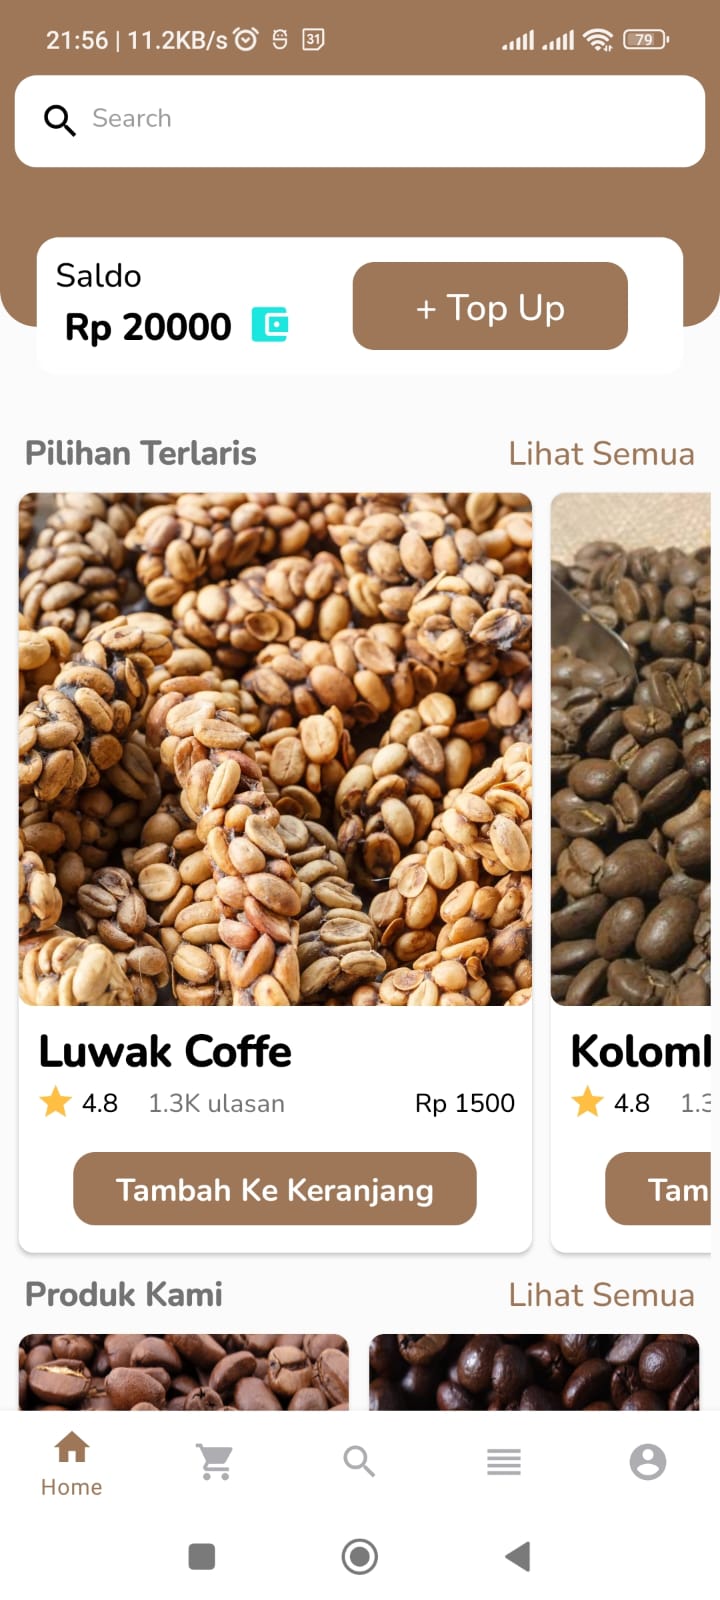 21:56 | 11.2KB/s 31 79
Search
Saldo
Rp 20000
+ Top Up
Pilihan Terlaris Lihat Semua
Luwak Coffe
4.8 1.3K ulasan Rp 1500
Tambah Ke Keranjang
Kolom
4.8 1.3
Tam
Produk Kami Lihat Semua
Home